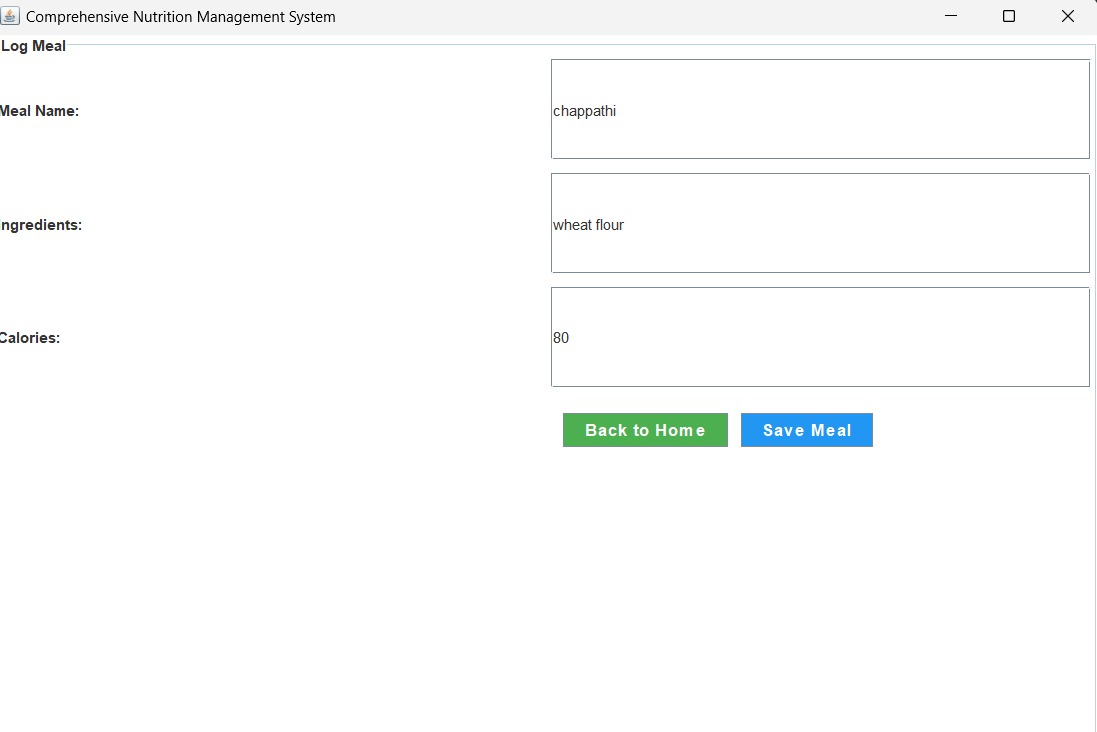 Comprehensive Nutrition Management System
Log Meal
Meal Name:
chappathi
Ingredients:
wheat flour
Calories:
80
Back to Home
Save Meal